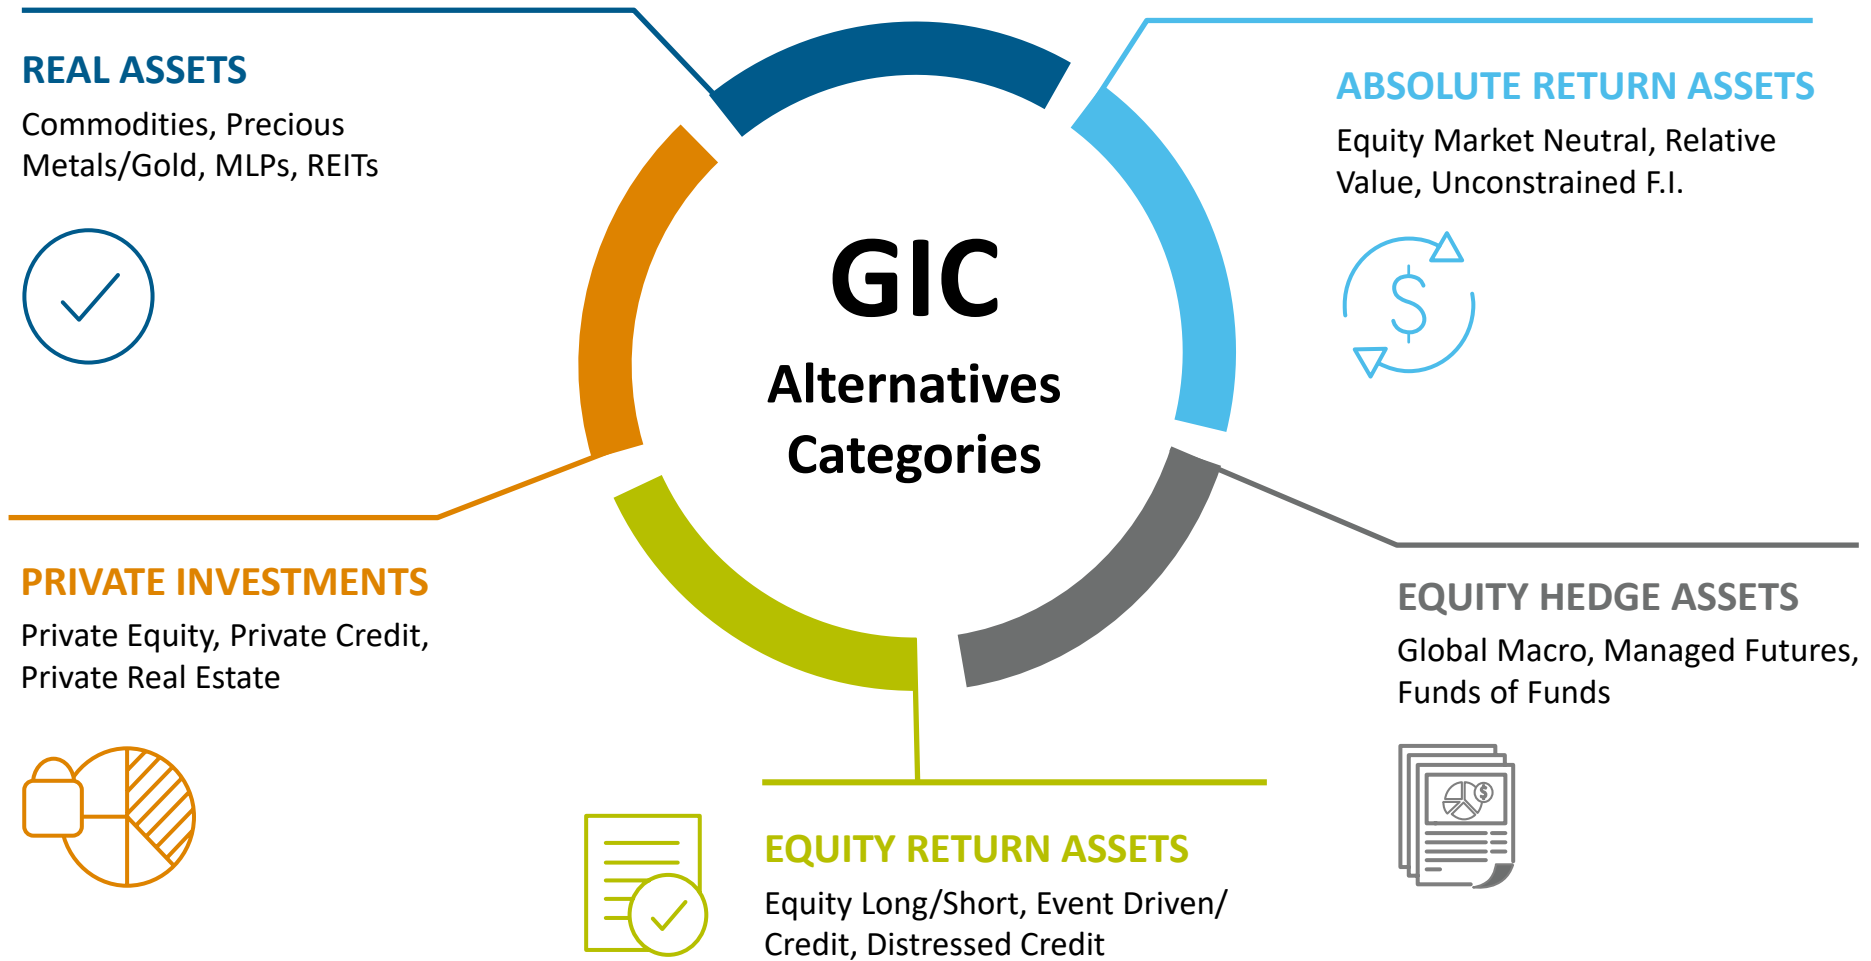 REAL ASSETS
Commodities, Precious
Metals/Gold, MLPs, REITs
ABSOLUTE RETURN ASSETS
Equity Market Neutral, Relative
Value, Unconstrained F.I.
$
GIC
Alternatives
Categories
PRIVATE INVESTMENTS
Private Equity, Private Credit,
Private Real Estate
EQUITY HEDGE ASSETS
Global Macro, Managed Futures,
Funds of Funds
$
EQUITY RETURN ASSETS
Equity Long/Short, Event Driven/
Credit, Distressed Credit